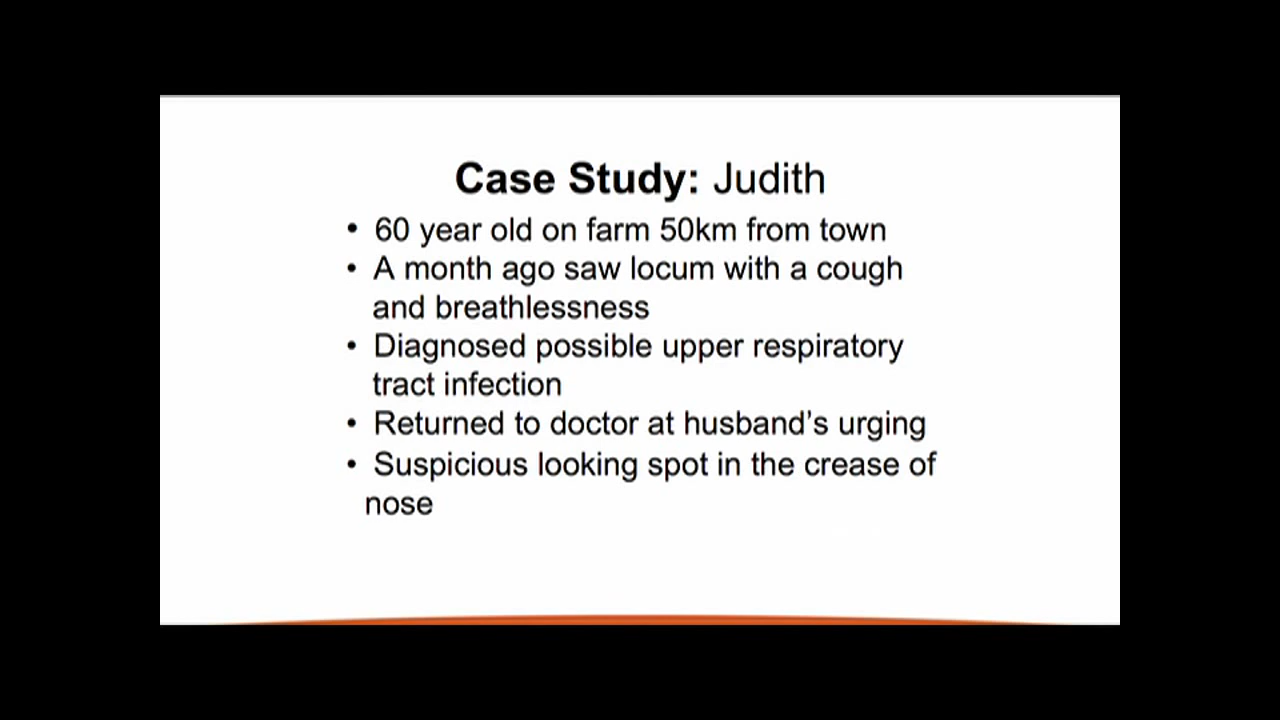 Case Study: Judith
• 60 year old on farm 50km from town
• A month ago saw locum with a cough
and breathlessness
• Diagnosed possible upper respiratory
tract infection
• Returned to doctor at husband's urging
• Suspicious looking spot in the crease of
nose